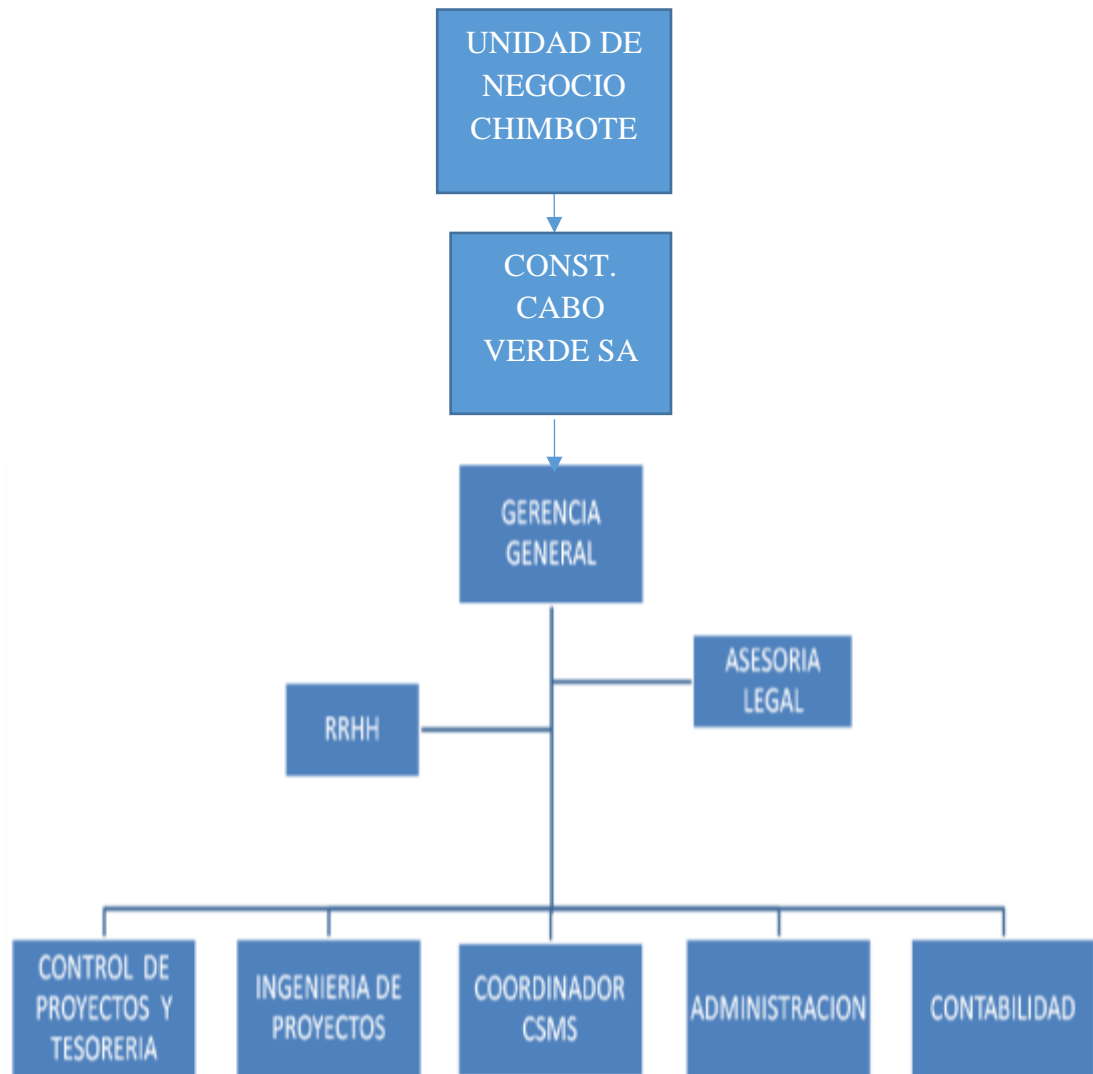 UNIDAD DE
NEGOCIO
CHIMBOTE
CONST.
CABO
VERDE SA
GERENCIA
GENERAL
ASESORIA
LEGAL
RRHH
CONTROL DE
PROYECTOS Y
TESORERIA
INGENIERIA DE
PROYECTOS
COORDINADOR
CSMS
ADMINISTRACION
CONTABILIDAD